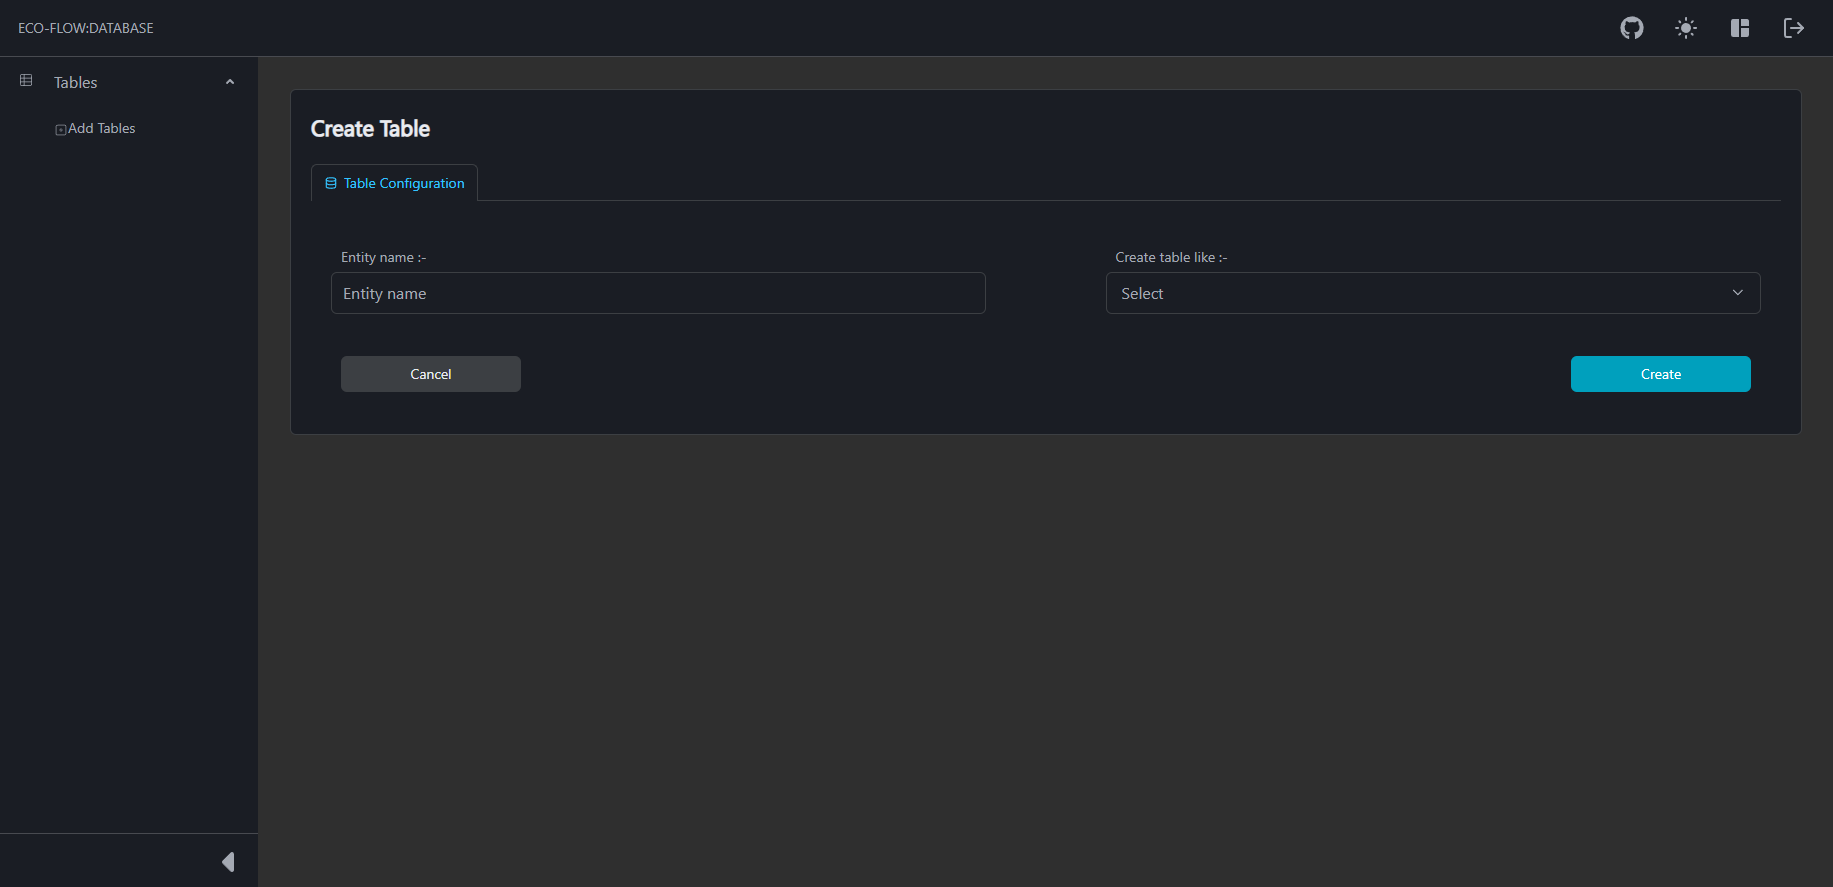 ECO-FLOW:DATABASE
Tables
Add Tables
Create Table
Table Configuration
Entity name :-
Create table like :-
Entity name
Select
Cancel
Create